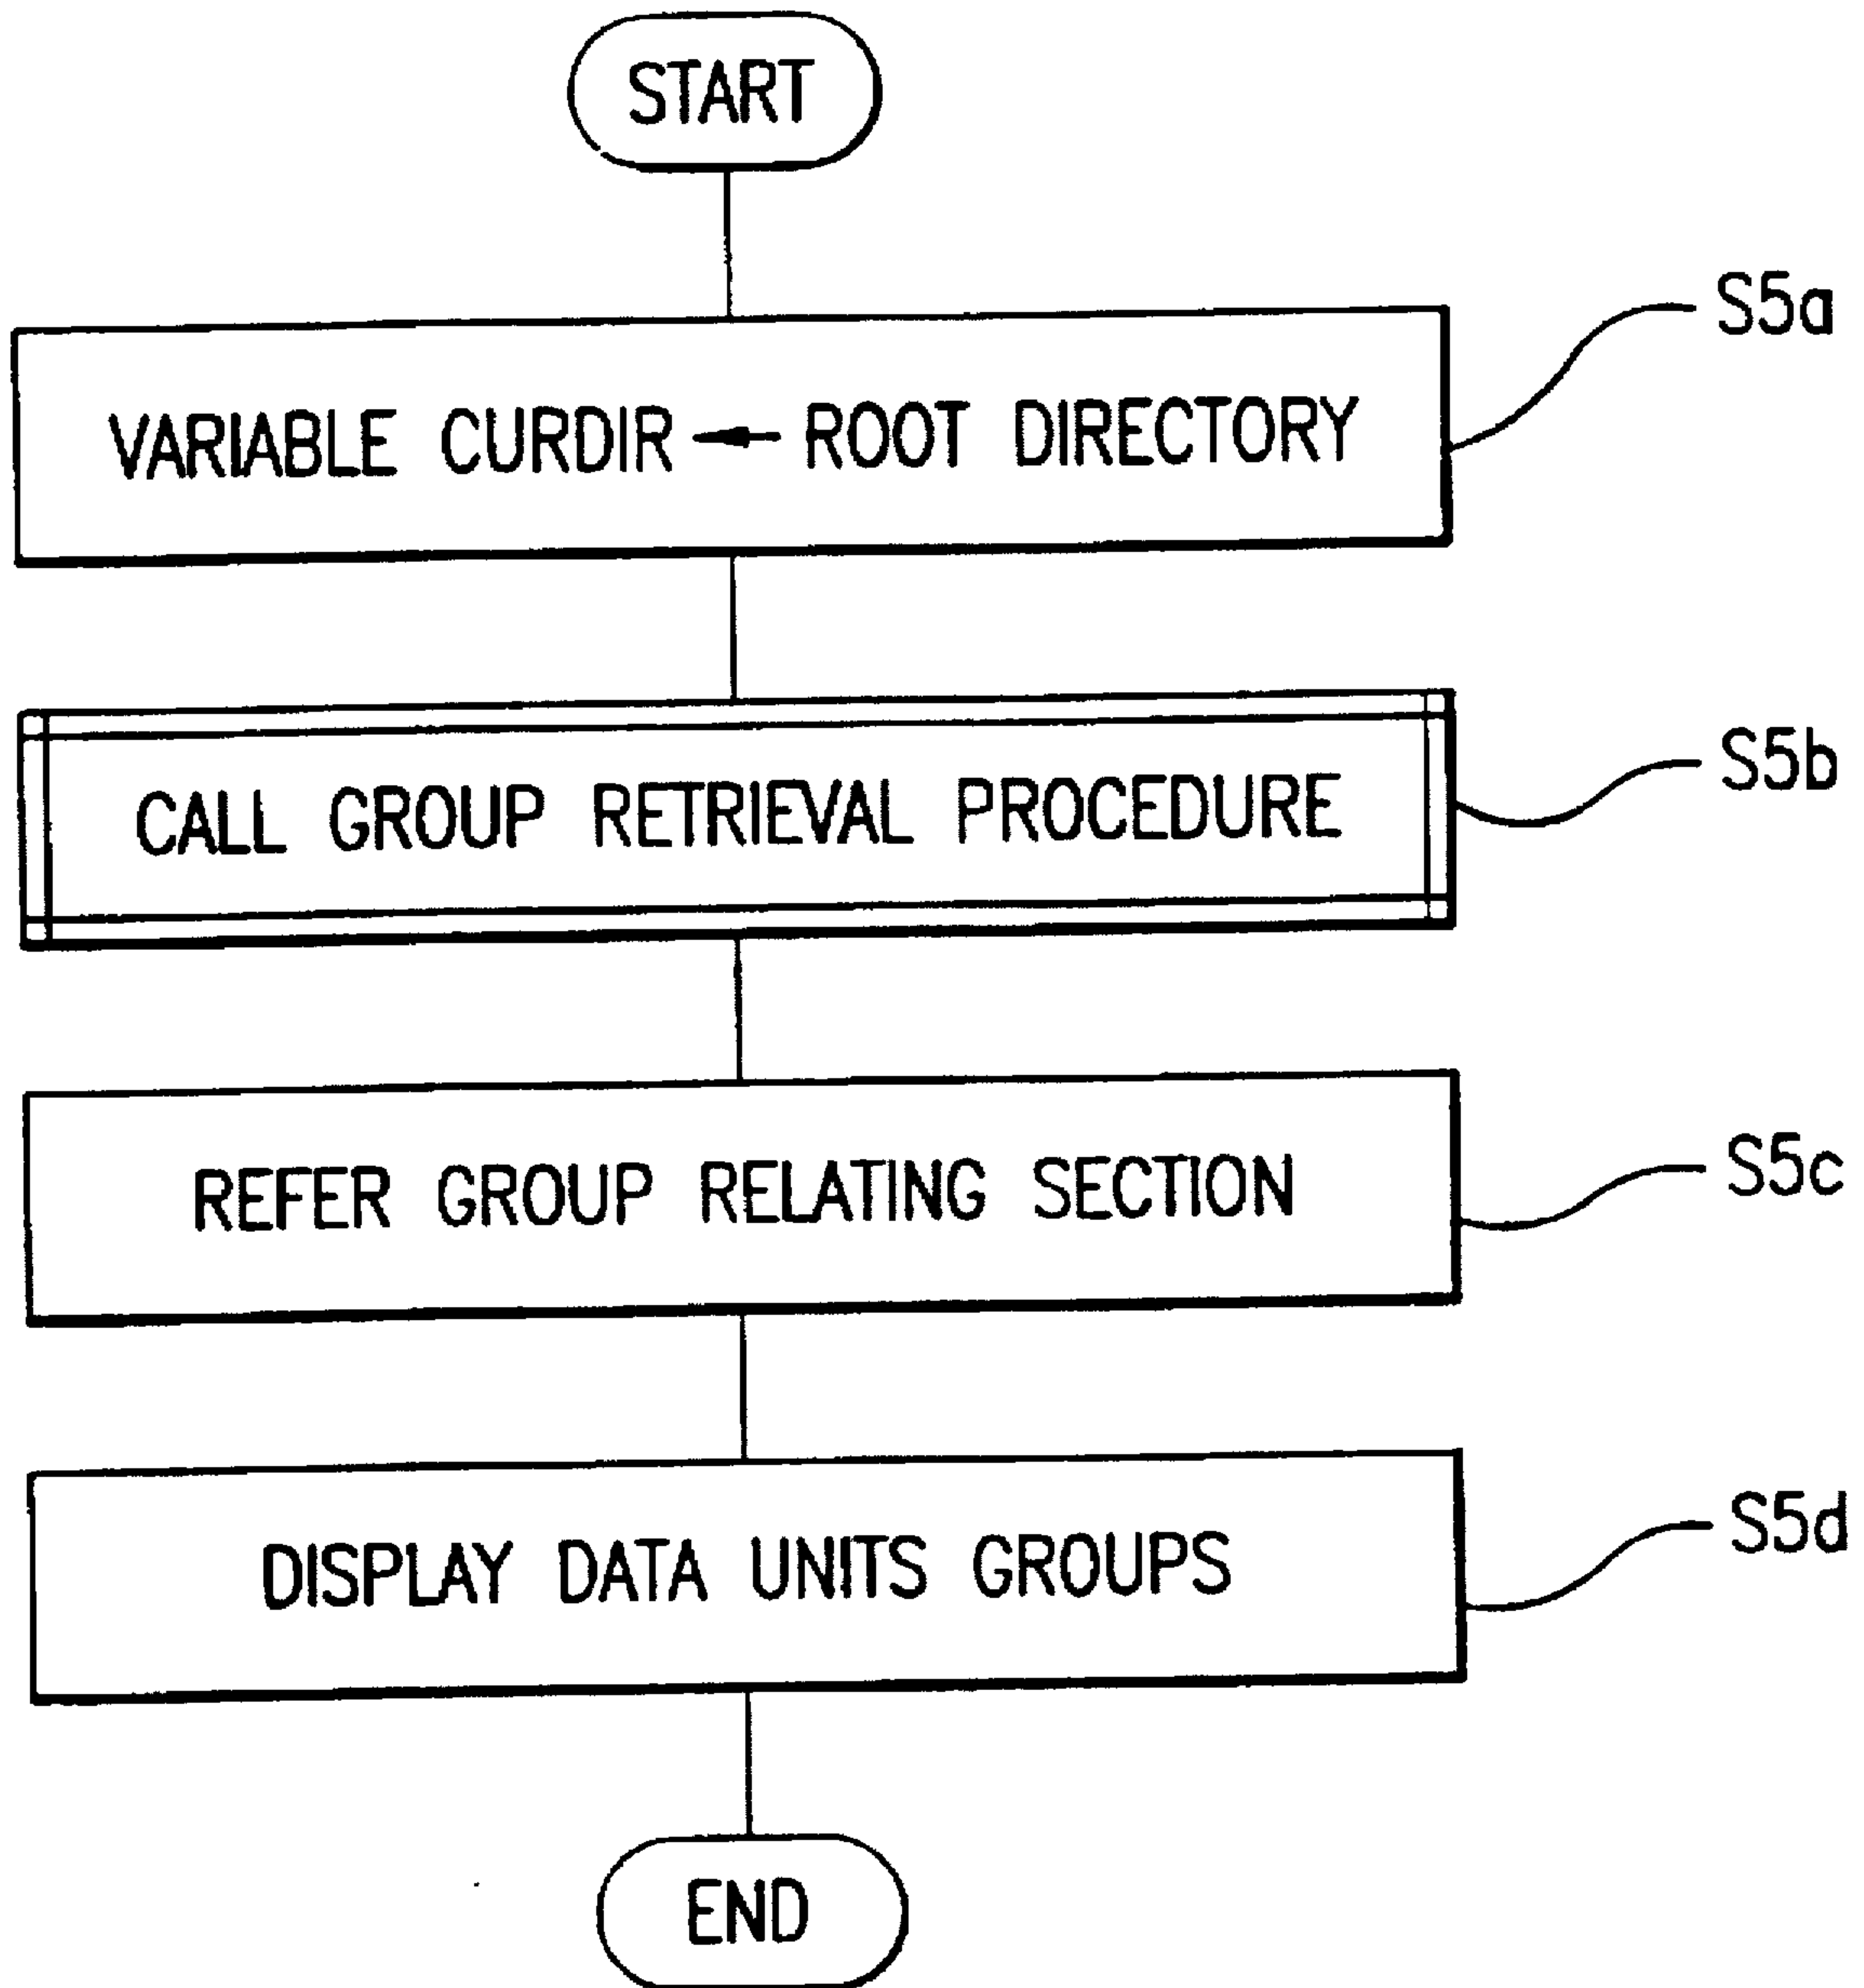 START
VARIABLE CURDIR ← ROOT DIRECTORY
S5a
CALL GROUP RETRIEVAL PROCEDURE
S5b
REFER GROUP RELATING SECTION
S5c
DISPLAY DATA UNITS GROUPS
S5d
END